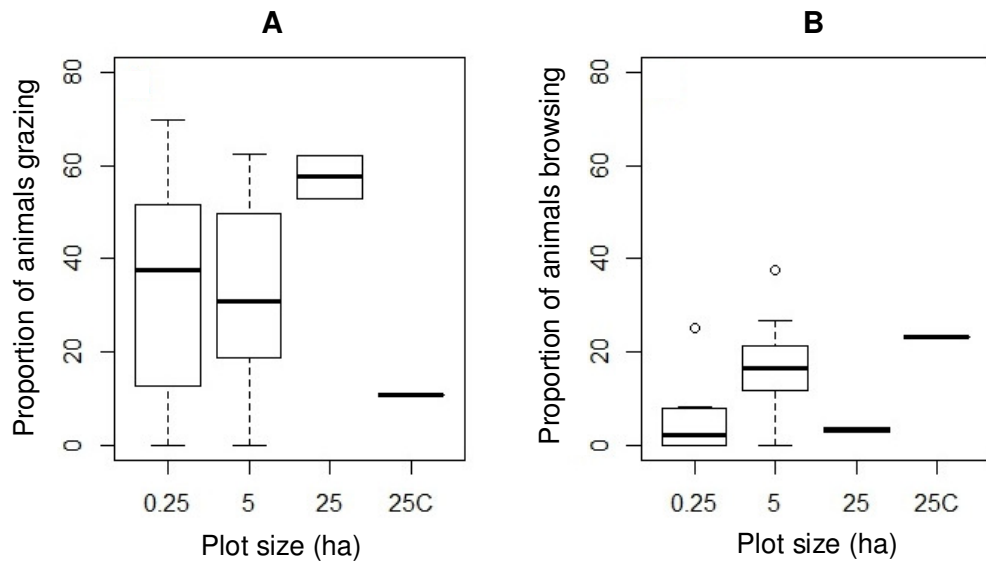 A
Proportion of animals grazing
80
60
40
20
0
0.25 5 25 25C
Plot size (ha)
B
Proportion of animals browsing
80
60
40
20
0
0.25 5 25 25C
Plot size (ha)